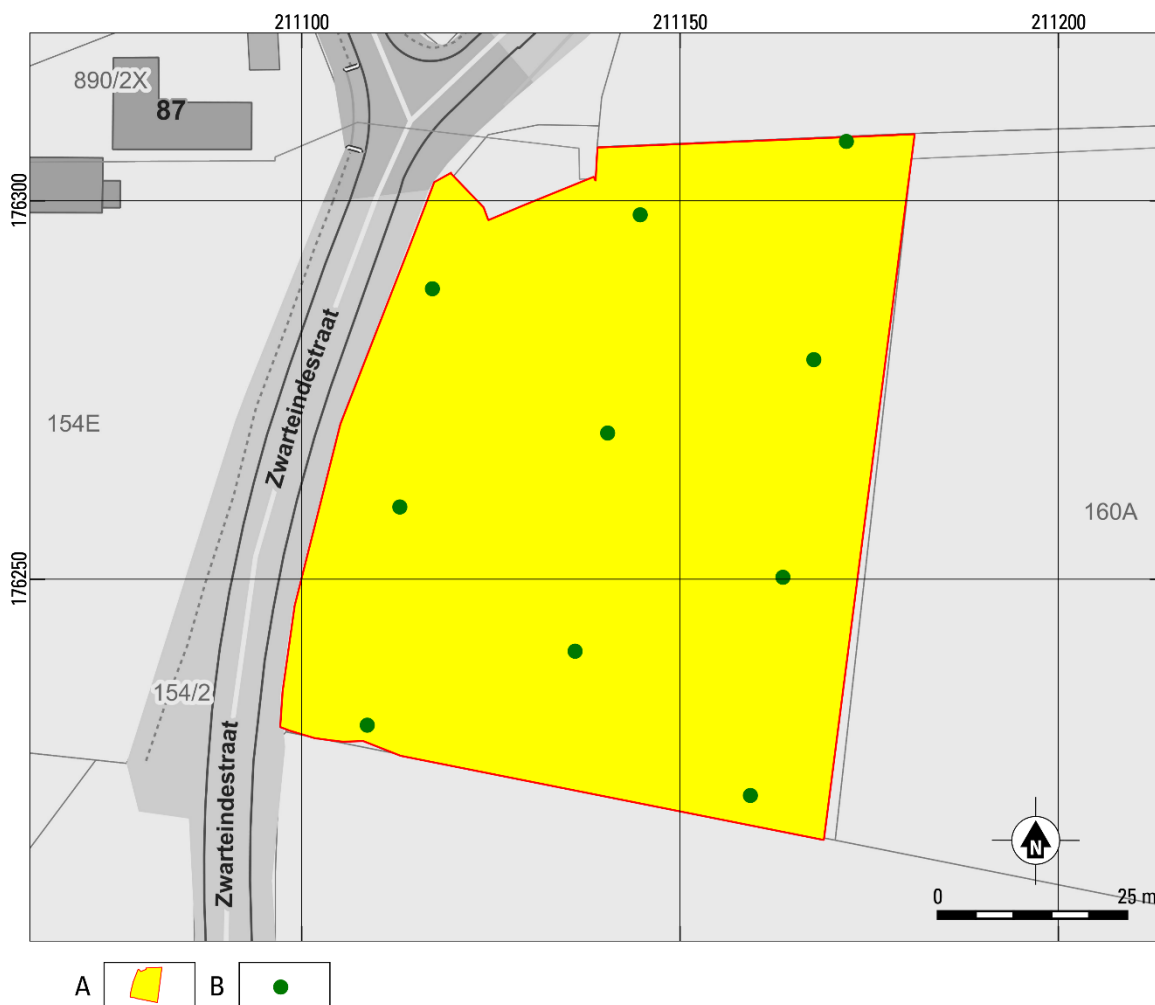 211100
211150
211200
890/2X
87
176300
Zwarteindestraat
154E
160A
176250
154/2
Zwarteindestraat
N
0
25 m
A
B